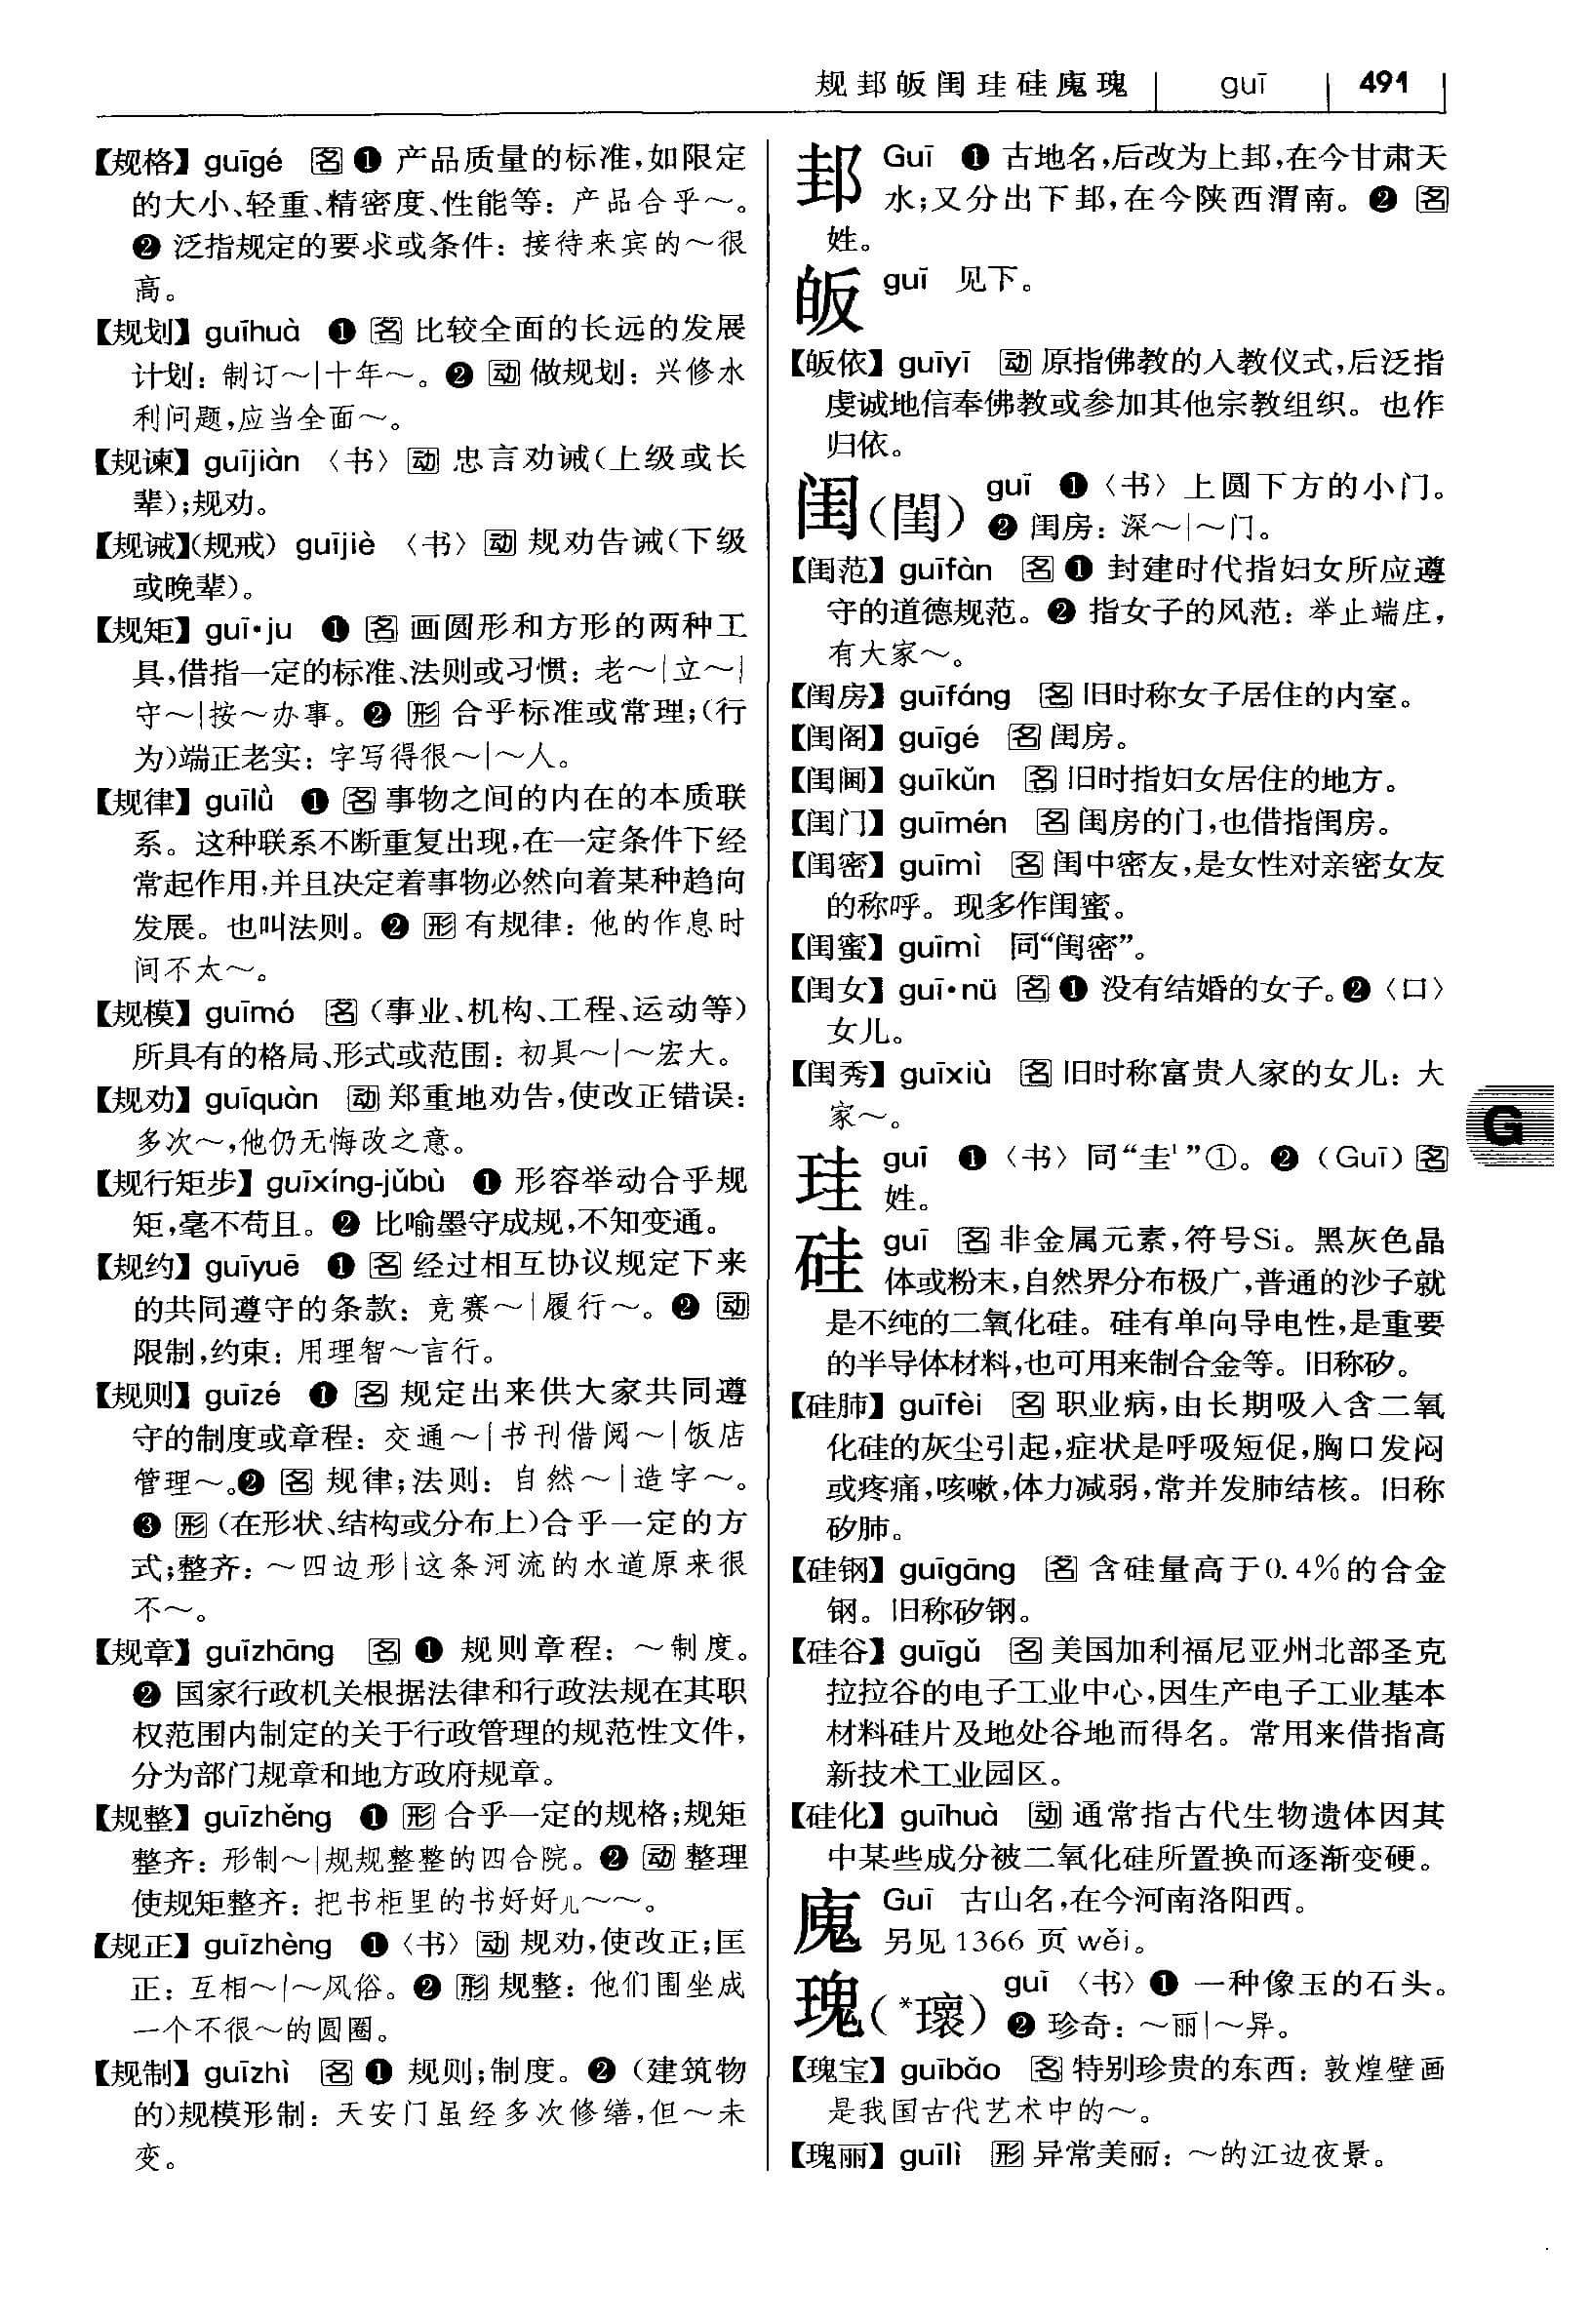 规邽皈闺珪硅廆瑰 guī 491
【规格】 guīgé 名 ❶ 产品质量的标准,如限定
的大小、轻重、精密度、性能等：产品合乎～。
❷ 泛指规定的要求或条件：接待来宾的～很
高。
【规划】 guīhuà ❶ 名 比较全面的长远的发展
计划：制订～|十年～。❷ 动 做规划：兴修水
利问题,应当全面～。
【规谏】 guījiàn 〈书〉 动 忠言劝诫(上级或长
辈);规劝。
【规诫】(规戒) guījiè 〈书〉 动 规劝告诫(下级
或晚辈)。
【规矩】 guī·ju ❶ 名 画圆形和方形的两种工
具,借指一定的标准、法则或习惯：老～|立～|
守～|按～办事。❷ 形 合乎标准或常理;(行
为)端正老实：字写得很～|～人。
【规律】 guīlǜ ❶ 名 事物之间的内在的本质联
系。这种联系不断重复出现,在一定条件下经
常起作用,并且决定着事物必然向着某种趋向
发展。也叫法则。❷ 形 有规律：他的作息时
间不太～。
【规模】 guīmó 名 (事业、机构、工程、运动等)
所具有的格局、形式或范围：初具～|～宏大。
【规劝】 guīquàn 动 郑重地劝告,使改正错误：
多次～,他仍无悔改之意。
【规行矩步】 guīxíng-jǔbù ❶ 形容举动合乎规
矩,毫不苟且。❷ 比喻墨守成规,不知变通。
【规约】 guīyuē ❶ 名 经过相互协议规定下来
的共同遵守的条款：竞赛～|履行～。❷ 动
限制,约束：用理智～言行。
【规则】 guīzé ❶ 名 规定出来供大家共同遵
守的制度或章程：交通～|书刊借阅～|饭店
管理～。❷ 名 规律;法则：自然～|造字～。
❸ 形 (在形状、结构或分布上)合乎一定的方
式;整齐：～四边形|这条河流的水道原来很
不～。
【规章】 guīzhāng 名 ❶ 规则章程：～制度。
❷ 国家行政机关根据法律和行政法规在其职
权范围内制定的关于行政管理的规范性文件,
分为部门规章和地方政府规章。
【规整】 guīzhěng ❶ 形 合乎一定的规格;规矩
整齐：形制～|规规整整的四合院。❷ 动 整理
使规矩整齐：把书柜里的书好好儿～～。
【规正】 guīzhèng ❶〈书〉 动 规劝,使改正;匡
正：互相～|～风俗。❷ 形 规整：他们围坐成
一个不很～的圆圈。
【规制】 guīzhì 名 ❶ 规则;制度。❷ (建筑物
的)规模形制：天安门虽经多次修缮,但～未
变。
邽 Guī ❶ 古地名,后改为上邽,在今甘肃天
水;又分出下邽,在今陕西渭南。❷ 名
姓。
皈 guī 见下。
【皈依】 guīyī 动 原指佛教的入教仪式,后泛指
虔诚地信奉佛教或参加其他宗教组织。也作
归依。
闺(閨) guī ❶〈书〉上圆下方的小门。
❷ 闺房：深～|～门。
【闺范】 guīfàn 名 ❶ 封建时代指妇女所应遵
守的道德规范。❷ 指女子的风范：举止端庄,
有大家～。
【闺房】 guīfáng 名 旧时称女子居住的内室。
【闺阁】 guīgé 名 闺房。
【闺阃】 guīkǔn 名 旧时指妇女居住的地方。
【闺门】 guīmén 名 闺房的门,也借指闺房。
【闺密】 guīmì 名 闺中密友,是女性对亲密女友
的称呼。现多作闺蜜。
【闺蜜】 guīmì 同“闺密”。
【闺女】 guī·nü 名 ❶ 没有结婚的女子。❷〈口〉
女儿。
【闺秀】 guīxiù 名 旧时称富贵人家的女儿：大
家～。
G
珪 guī ❶〈书〉同“圭¹”①。❷ (Guī) 名
姓。
硅 guī 名 非金属元素,符号Si。黑灰色晶
体或粉末,自然界分布极广,普通的沙子就
是不纯的二氧化硅。硅有单向导电性,是重要
的半导体材料,也可用来制合金等。旧称矽。
【硅肺】 guīfèi 名 职业病,由长期吸入含二氧
化硅的灰尘引起,症状是呼吸短促,胸口发闷
或疼痛,咳嗽,体力减弱,常并发肺结核。旧称
矽肺。
【硅钢】 guīgāng 名 含硅量高于0.4%的合金
钢。旧称矽钢。
【硅谷】 guīgǔ 名 美国加利福尼亚州北部圣克
拉拉谷的电子工业中心,因生产电子工业基本
材料硅片及地处谷地而得名。常用来借指高
新技术工业园区。
【硅化】 guīhuà 动 通常指古代生物遗体因其
中某些成分被二氧化硅所置换而逐渐变硬。
廆 Guī 古山名,在今河南洛阳西。
另见 1366 页 wěi。
瑰(*瓌) guī 〈书〉❶ 一种像玉的石头。
❷ 珍奇：～丽|～异。
【瑰宝】 guībǎo 名 特别珍贵的东西：敦煌壁画
是我国古代艺术中的～。
【瑰丽】 guīlì 形 异常美丽：～的江边夜景。